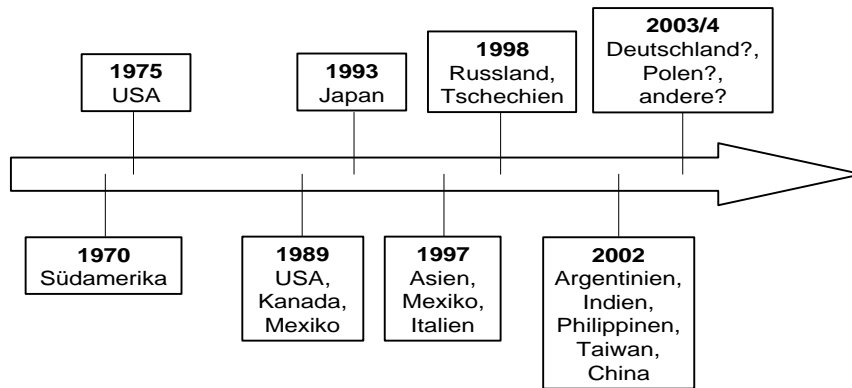 1975
USA
1993
Japan
1998
Russland,
Tschechien
2003/4
Deutschland?,
Polen?,
andere?
1970
Südamerika
1989
USA,
Kanada,
Mexiko
1997
Asien,
Mexiko,
Italien
2002
Argentinien,
Indien,
Philippinen,
Taiwan,
China